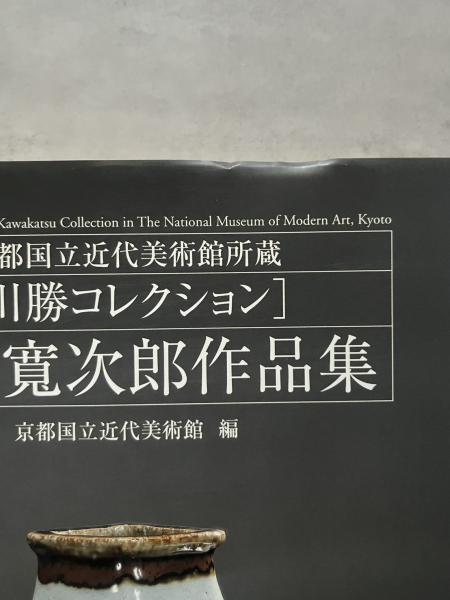 Kawakatsu Collection in The National Museum of Modern Art, Kyoto
都国立近代美術館所蔵
川勝コレクション]
寛次郎作品集
京都国立近代美術館 編